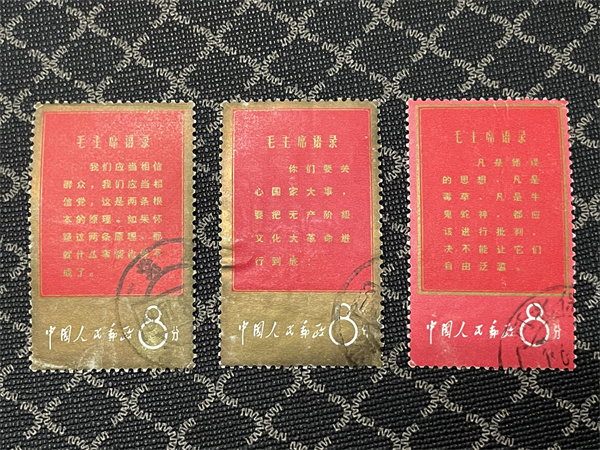 毛主席语录
我们应当相信
群众，我们应当相
信党，这是两条根
本的原理。如果怀
疑这两条原理，那
就什么事情也做不
成了。
中国人民邮政 8分
毛主席语录
你们要关
心国家大事，
要把无产阶级
文化大革命进
行到底
中国人民邮政 8分
毛主席语录
凡是错误
的思想，凡是
毒草，凡是牛
鬼蛇神，都应
该进行批判，
决不能让它们
自由泛滥。
中国人民邮政 8分